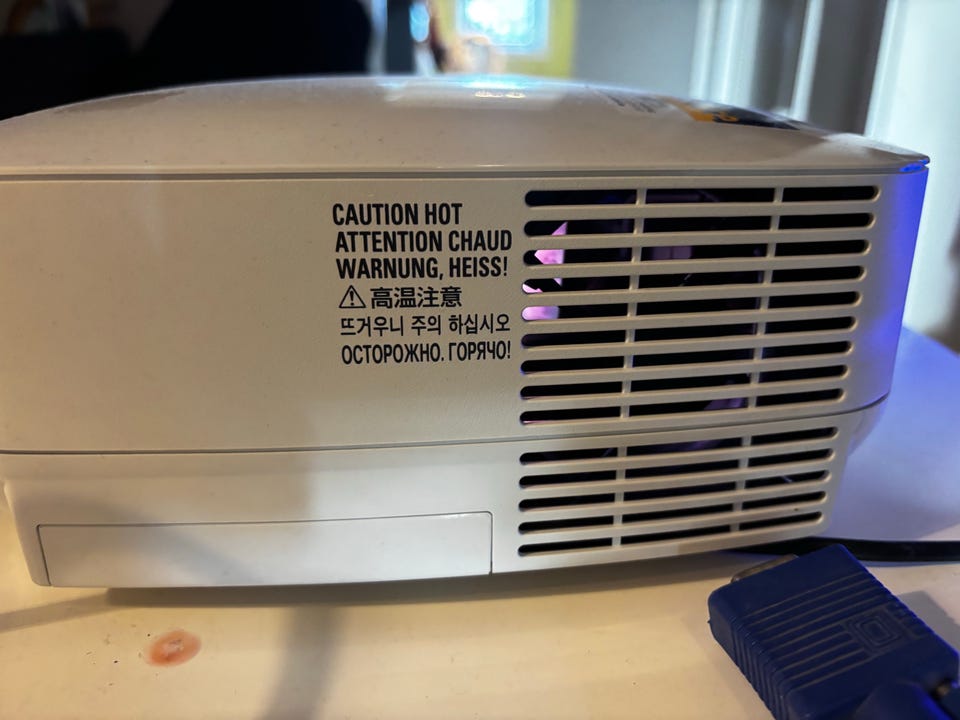 CAUTION HOT
ATTENTION CHAUD
WARNUNG, HEISS!
⚠高温注意
뜨거우니 주의 하십시오
ОСТОРОЖНО. ГОРЯЧО!